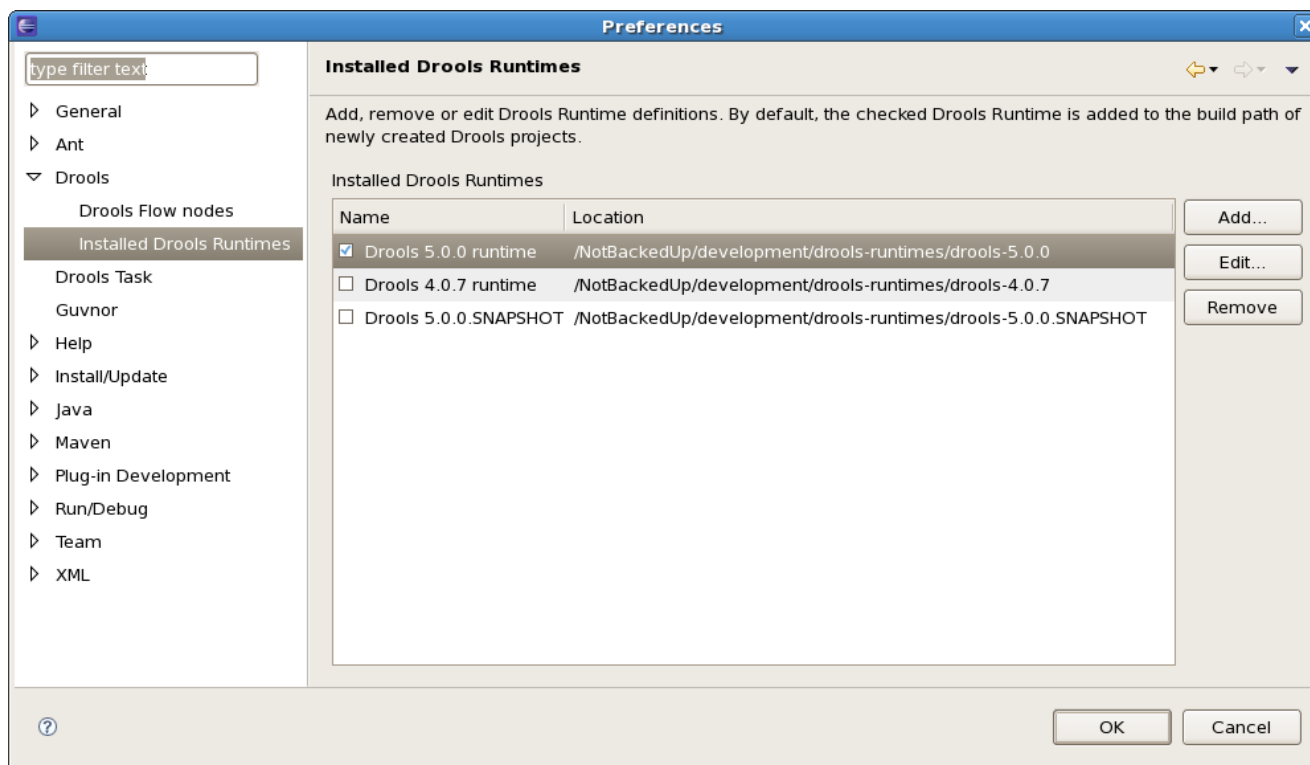 Preferences
type filter text
General
Ant
Drools
Drools Flow nodes
Installed Drools Runtimes
Drools Task
Guvnor
Help
Install/Update
Java
Maven
Plug-in Development
Run/Debug
Team
XML
Installed Drools Runtimes
Add, remove or edit Drools Runtime definitions. By default, the checked Drools Runtime is added to the build path of
newly created Drools projects.
Installed Drools Runtimes
Name Location
Drools 5.0.0 runtime /NotBackedUp/development/drools-runtimes/drools-5.0.0
Drools 4.0.7 runtime /NotBackedUp/development/drools-runtimes/drools-4.0.7
Drools 5.0.0.SNAPSHOT /NotBackedUp/development/drools-runtimes/drools-5.0.0.SNAPSHOT
Add...
Edit...
Remove
OK
Cancel